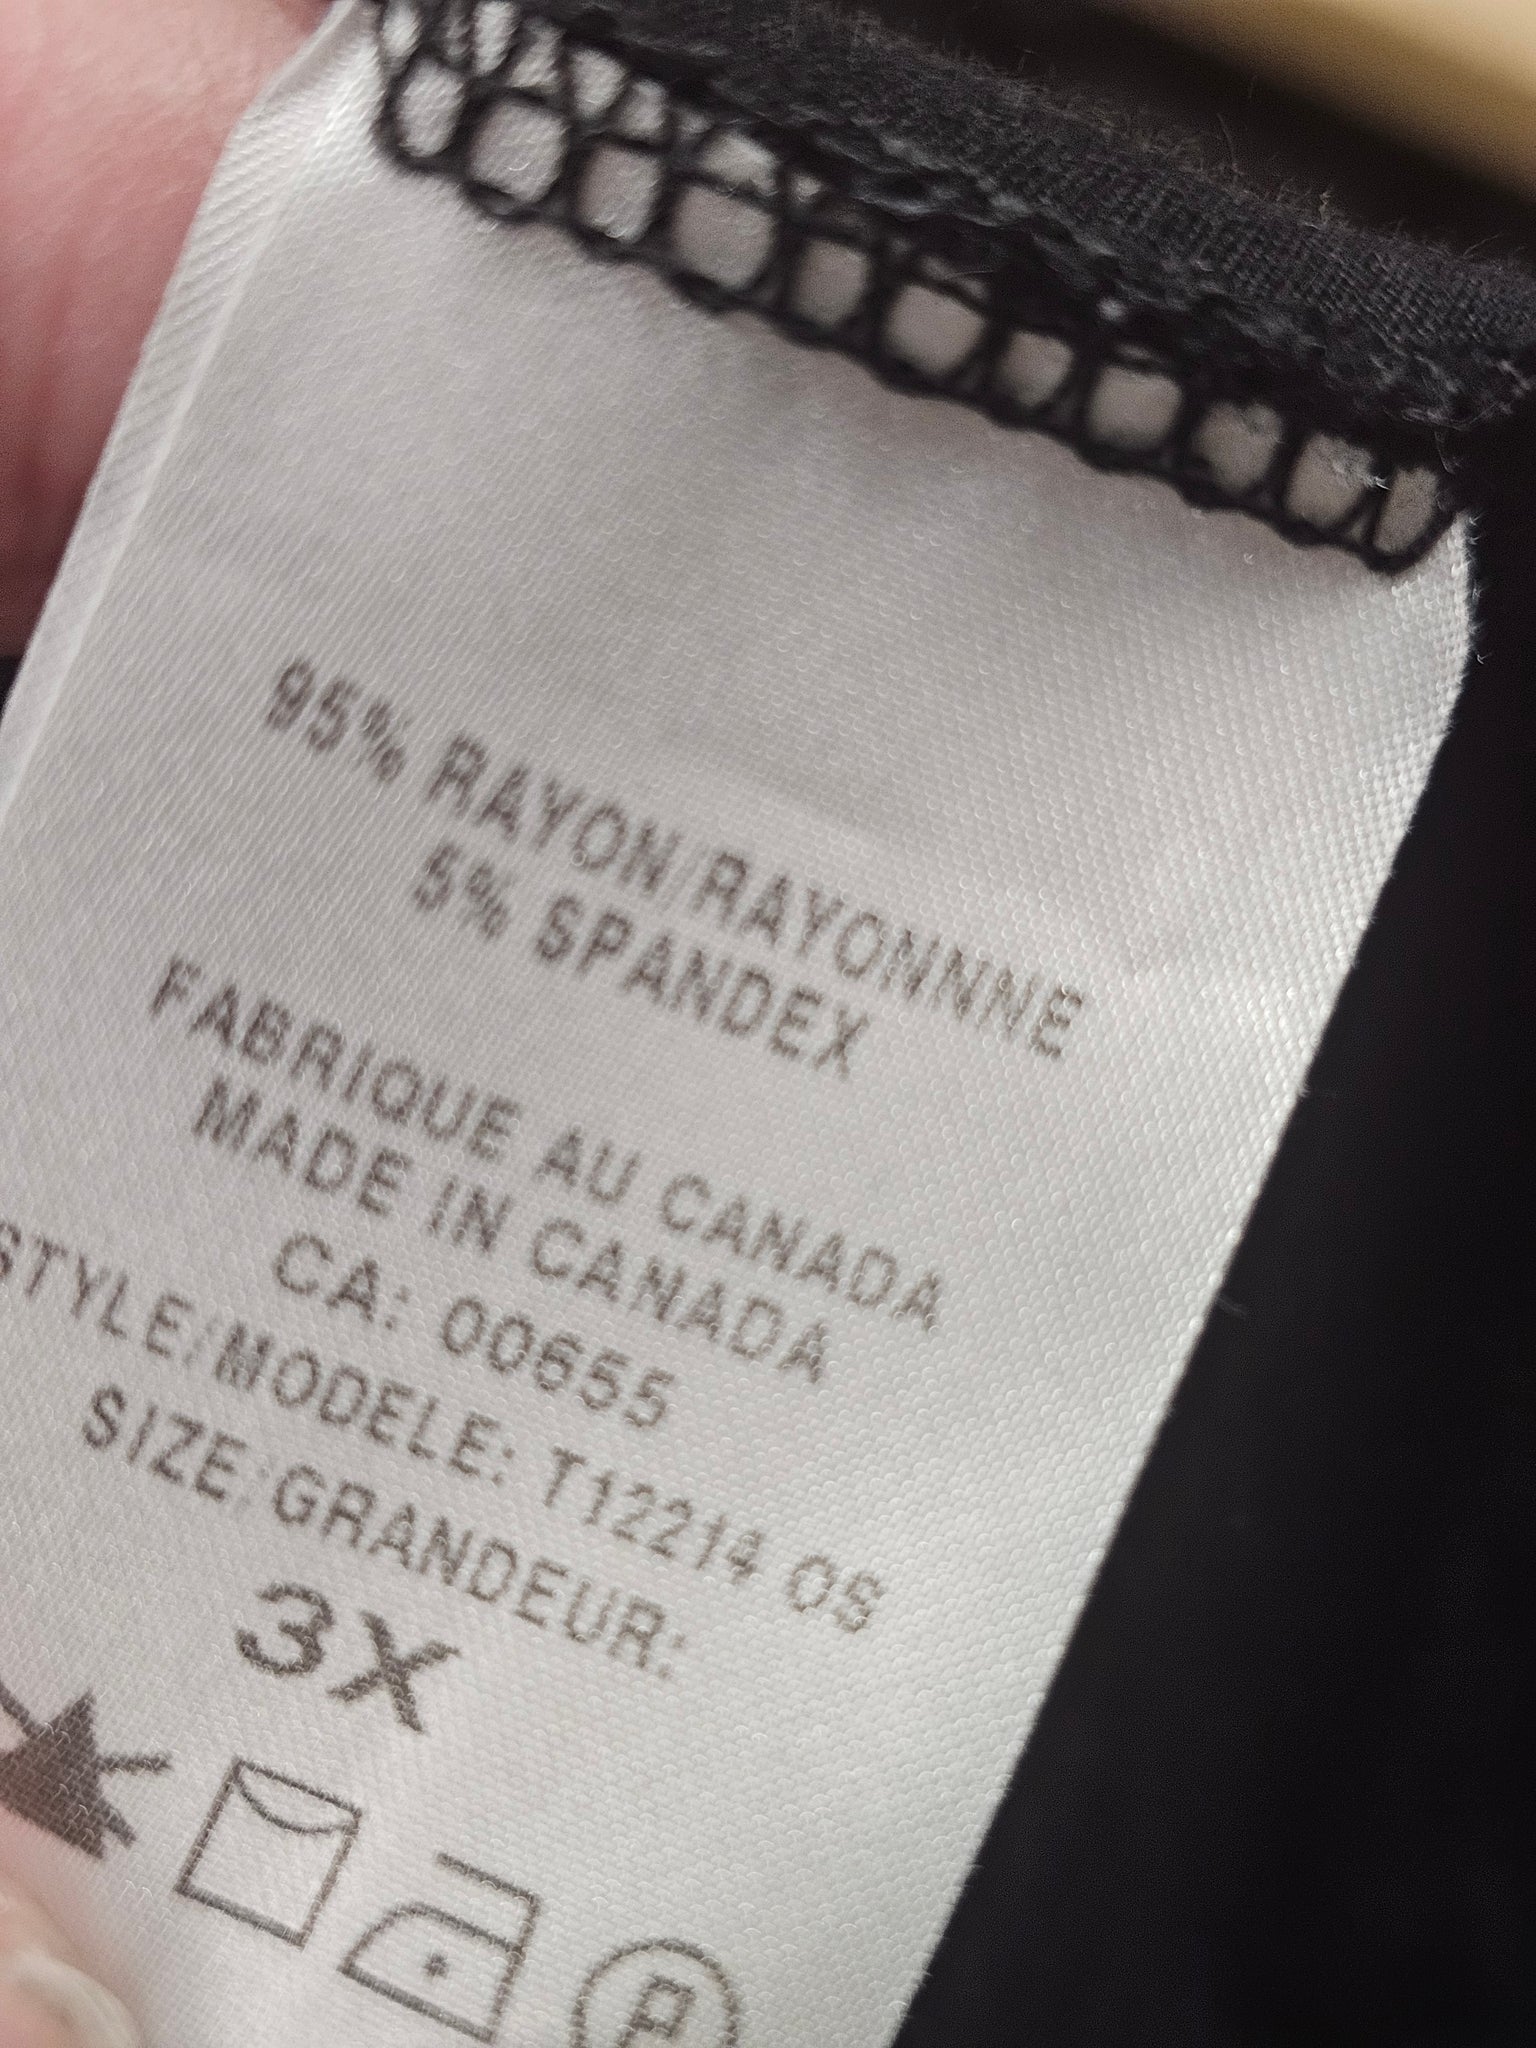 95% RAYON/RAYONNNE
5% SPANDEX
FABRIQUE AU CANADA
MADE IN CANADA
CA: 00655
STYLE/MODELE: T12214 OS
SIZE/GRANDEUR:
3X
P